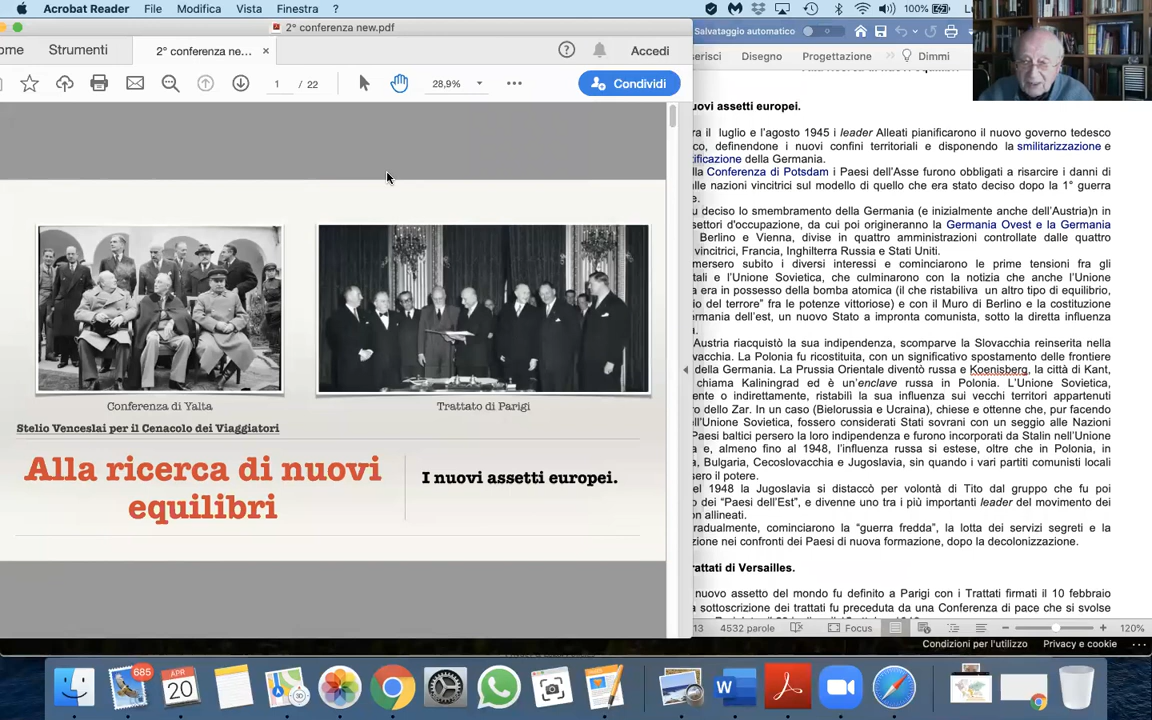 Acrobat Reader File Modifica Vista Finestra ? 100%
2° conferenza new.pdf
Strumenti 2° conferenza ne... × Accedi
1 / 22 28,9% Condividi
Conferenza di Yalta
Trattato di Parigi
Stelio Venceslai per il Cenacolo dei Viaggiatori
Alla ricerca di nuovi
equilibri
I nuovi assetti europei.
Salvataggio automatico
Progettazione Dimmi
assetti europei.
il luglio e l'agosto 1945 i leader Alleati pianificarono il nuovo governo tedesco
definendone i nuovi confini territoriali e disponendo la smilitarizzazione e
della Germania.
Conferenza di Potsdam i Paesi dell'Asse furono obbligati a risarcire i danni di
nazioni vincitrici sul modello di quello che era stato deciso dopo la 1° guerra
deciso lo smembramento della Germania (e inizialmente anche dell'Austria)n in
d'occupazione, da cui poi origineranno la Germania Ovest e la Germania
Berlino e Vienna, divise in quattro amministrazioni controllate dalle quattro
vincitrici, Francia, Inghilterra Russia e Stati Uniti.
subito i diversi interessi e cominciarono le prime tensioni fra gli
e l'Unione Sovietica, che culminarono con la notizia che anche l'Unione
era in possesso della bomba atomica (il che ristabiliva un altro tipo di equilibrio,
del terrore" fra le potenze vittoriose) e con il Muro di Berlino e la costituzione
dell'est, un nuovo Stato a impronta comunista, sotto la diretta influenza
Austria riacquistò la sua indipendenza, scomparve la Slovacchia reinserita nella
La Polonia fu ricostituita, con un significativo spostamento delle frontiere
della Germania. La Prussia Orientale diventò russa e Koenisberg, la città di Kant,
chiama Kaliningrad ed è un'enclave russa in Polonia. L'Unione Sovietica,
o indirettamente, ristabilì la sua influenza sui vecchi territori appartenuti
dello Zar. In un caso (Bielorussia e Ucraina), chiese e ottenne che, pur facendo
Unione Sovietica, fossero considerati Stati sovrani con un seggio alle Nazioni
Paesi baltici persero la loro indipendenza e furono incorporati da Stalin nell'Unione
e, almeno fino al 1948, l'influenza russa si estese, oltre che in Polonia, in
Bulgaria, Cecoslovacchia e Jugoslavia, sin quando i vari partiti comunisti locali
il potere.
1948 la Jugoslavia si distaccò per volontà di Tito dal gruppo che fu poi
dei "Paesi dell'Est", e divenne uno tra i più importanti leader del movimento dei
allineati.
cominciarono la "guerra fredda", la lotta dei servizi segreti e la
nei confronti dei Paesi di nuova formazione, dopo la decolonizzazione.
di Versailles.
nuovo assetto del mondo fu definito a Parigi con i Trattati firmati il 10 febbraio
sottoscrizione dei trattati fu preceduta da una Conferenza di pace che si svolse
13 4532 parole Focus 120%
Condizioni per l'utilizzo Privacy e cookie
685
APR
20